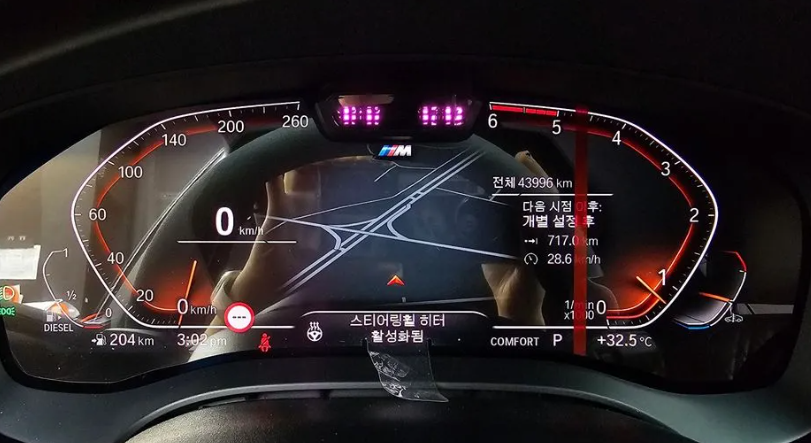 260
200
140
100
60
40
20
0 km/h
0 km/h
M
6
5
4
3
2
1
0
1/min
x1000
전체 43996 km
다음 시점 이후:
개별 설정 후
717.0 km
28.6 km/h
1
1/2
0
DIESEL
204 km
3:02 pm
---
스티어링휠 히터
활성화됨
COMFORT P +32.5 °C